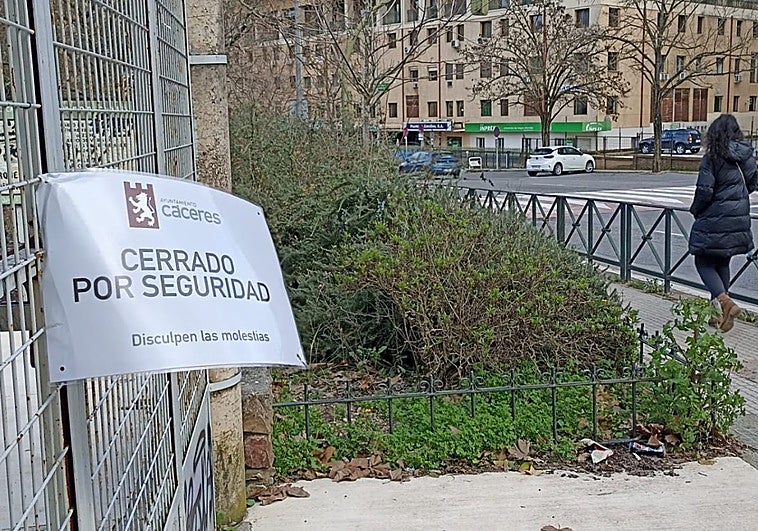 AYUNTAMIENTO
cáceres
CERRADO
POR SEGURIDAD
Disculpen las molestias